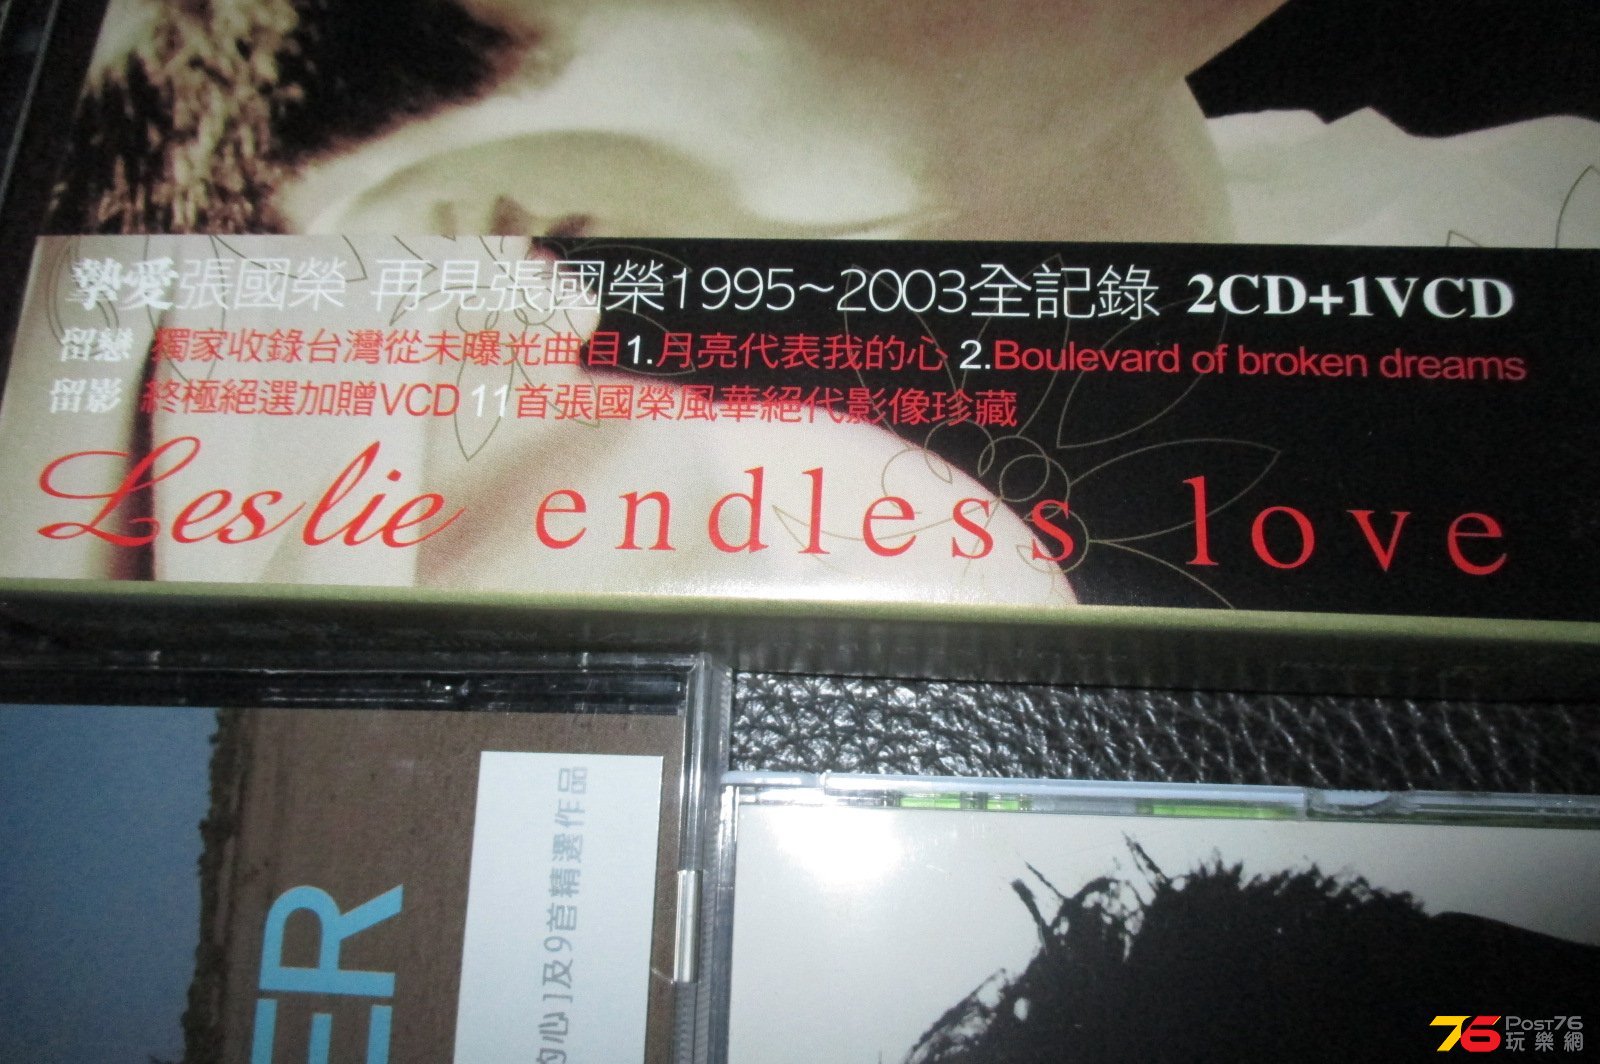 摯愛張國榮 再見張國榮1995~2003全記錄 2CD+1VCD
留戀 獨家收錄台灣從未曝光曲目1.月亮代表我的心 2.Boulevard of broken dreams
留影 終極絕選加贈VCD 11首張國榮風華絕代影像珍藏
Leslie endless love
ER
的心]及9首精選作品
76 POST76
玩樂網